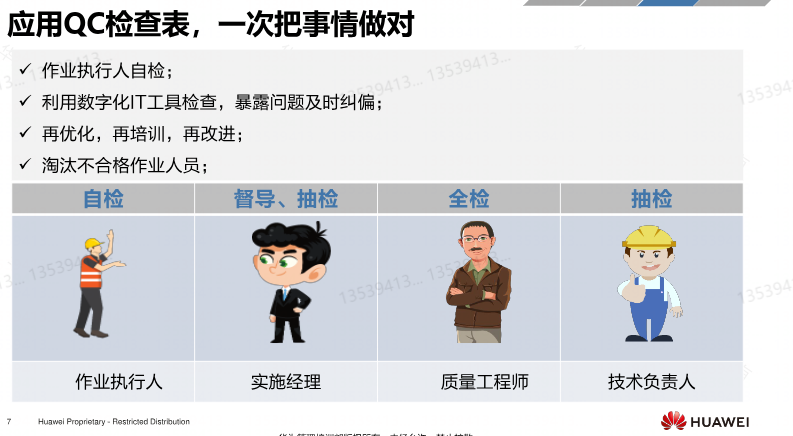 应用QC检查表，一次把事情做对
✓ 作业执行人自检；
✓ 利用数字化IT工具检查，暴露问题及时纠偏；
✓ 再优化，再培训，再改进；
✓ 淘汰不合格作业人员；
自检 督导、抽检 全检 抽检
作业执行人 实施经理 质量工程师 技术负责人
7 Huawei Proprietary - Restricted Distribution
HUAWEI
13539413...
13539413...
13539413...